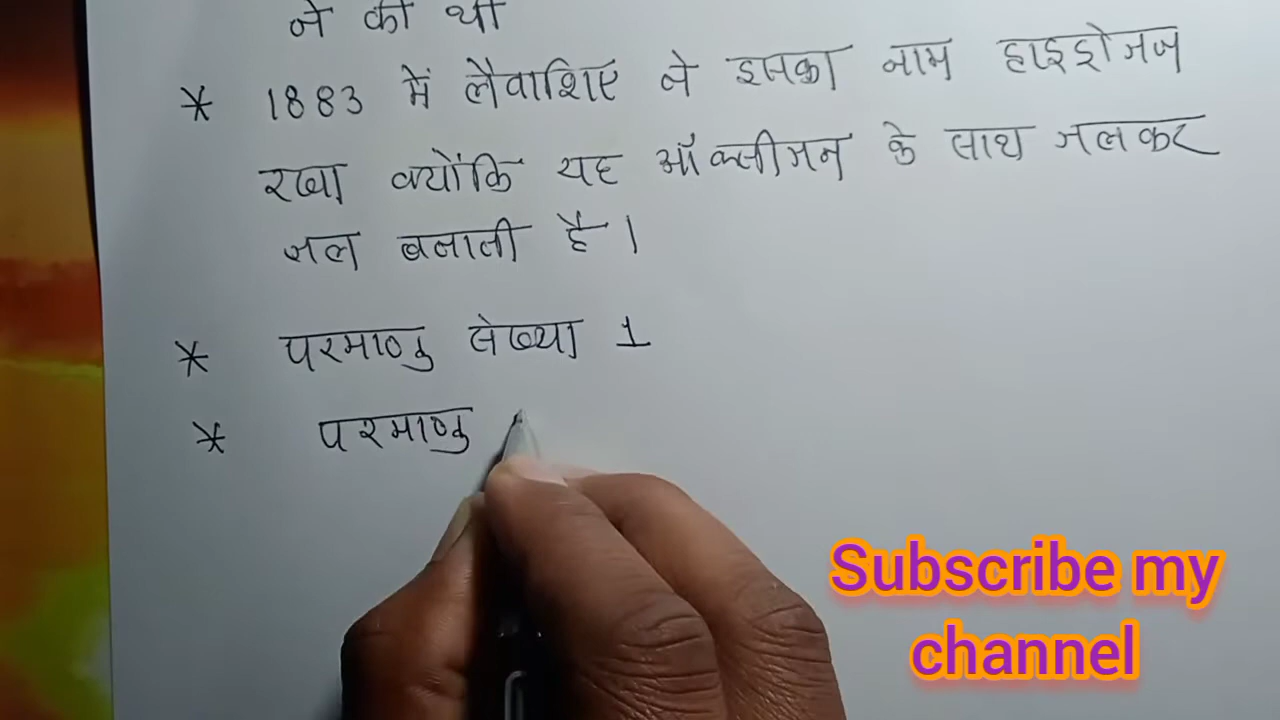 ने की थी
* 1883 में लैवाशिए ने इसका नाम हाइड्रोजन
रखा क्योंकि यह ऑक्सीजन के साथ जलकर
जल बनाती है।
* परमाणु संख्या 1
* परमाणु
Subscribe my
channel